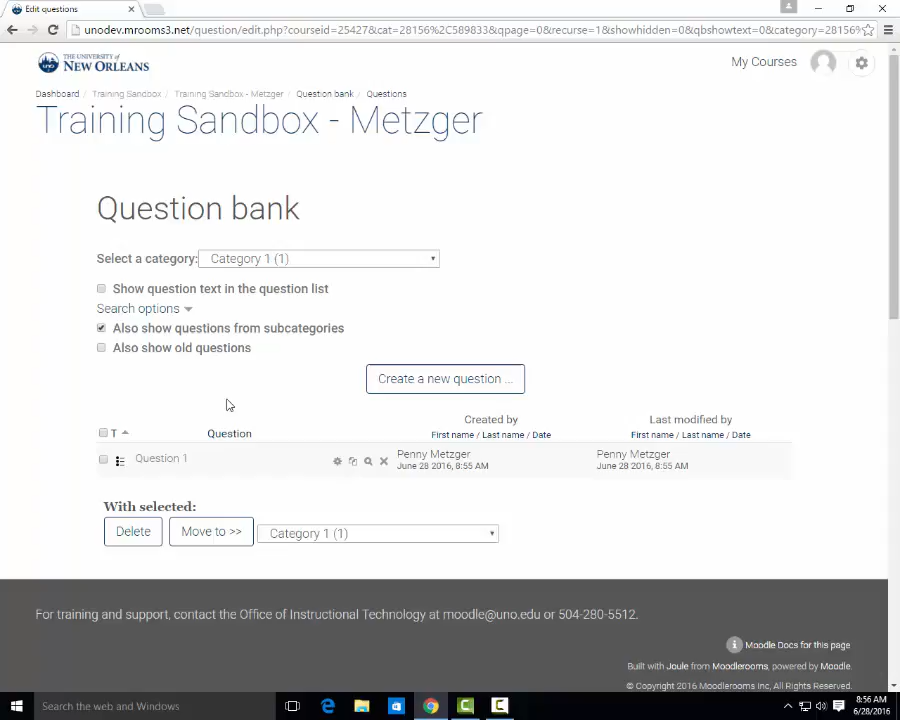 Edit questions
unodev.mrooms3.net/question/edit.php?courseid=25427&cat=28156%2C589833&qpage=0&recurse=1&showhidden=0&qbshowtext=0&category=28156%
THE UNIVERSITY of
NEW ORLEANS
My Courses
Dashboard / Training Sandbox / Training Sandbox - Metzger / Question bank / Questions
Training Sandbox - Metzger
Question bank
Select a category: Category 1 (1)
Show question text in the question list
Search options
Also show questions from subcategories
Also show old questions
Create a new question ...
Created by Last modified by
T Question First name / Last name / Date First name / Last name / Date
Question 1 Penny Metzger Penny Metzger
June 28 2016, 8:55 AM June 28 2016, 8:55 AM
With selected:
Delete Move to >> Category 1 (1)
For training and support, contact the Office of Instructional Technology at moodle@uno.edu or 504-280-5512.
Moodle Docs for this page
Built with Joule from Moodlerooms, powered by Moodle.
© Copyright 2016 Moodlerooms Inc, All Rights Reserved.
Search the web and Windows
8:56 AM
6/28/2016